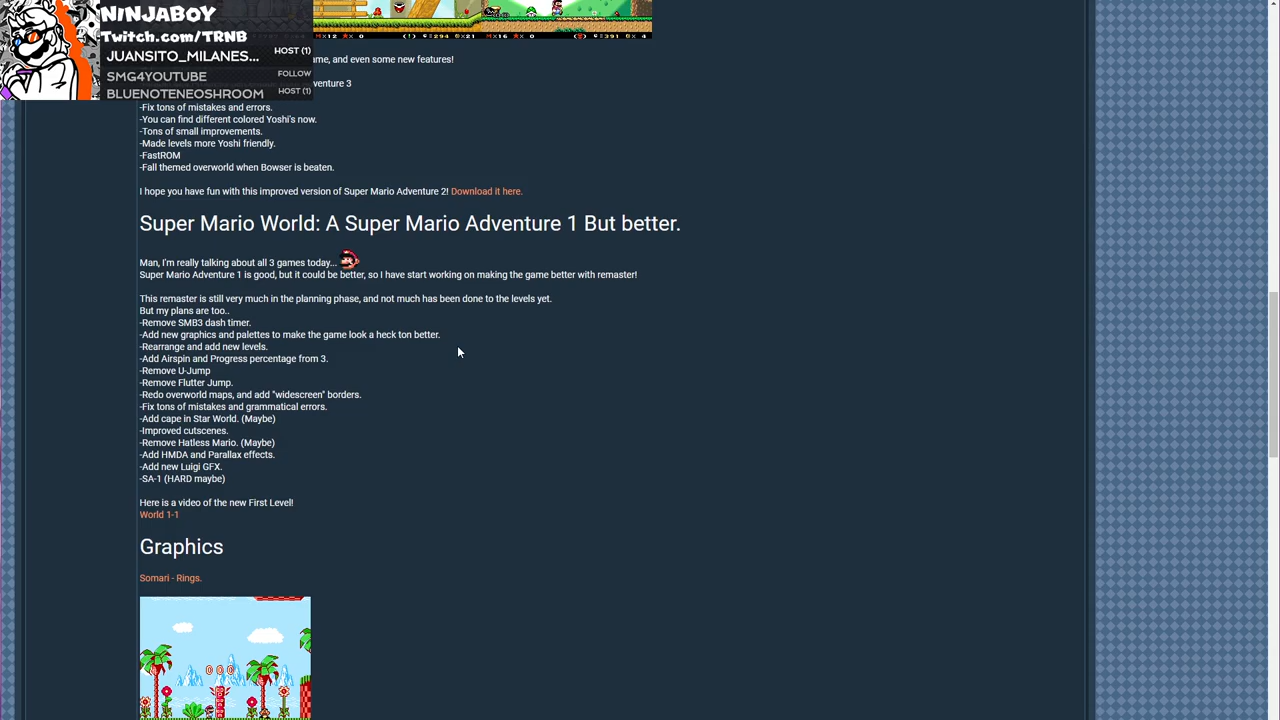 NINJABOY
Twitch.com/TRNB
JUANSITO_MILANES... HOST (1)
SMG4YOUTUBE FOLLOW
BLUENOTENEOSHROOM HOST (1)
ame, and even some new features!
venture 3
-Fix tons of mistakes and errors.
-You can find different colored Yoshi's now.
-Tons of small improvements.
-Made levels more Yoshi friendly.
-FastROM
-Fall themed overworld when Bowser is beaten.
I hope you have fun with this improved version of Super Mario Adventure 2! Download it here.
Super Mario World: A Super Mario Adventure 1 But better.
Man, I'm really talking about all 3 games today...
Super Mario Adventure 1 is good, but it could be better, so I have start working on making the game better with remaster!
This remaster is still very much in the planning phase, and not much has been done to the levels yet.
But my plans are too..
-Remove SMB3 dash timer.
-Add new graphics and palettes to make the game look a heck ton better.
-Rearrange and add new levels.
-Add Airspin and Progress percentage from 3.
-Remove U-Jump
-Remove Flutter Jump.
-Redo overworld maps, and add "widescreen" borders.
-Fix tons of mistakes and grammatical errors.
-Add cape in Star World. (Maybe)
-Improved cutscenes.
-Remove Hatless Mario. (Maybe)
-Add HMDA and Parallax effects.
-Add new Luigi GFX.
-SA-1 (HARD maybe)
Here is a video of the new First Level!
World 1-1
Graphics
Somari - Rings.